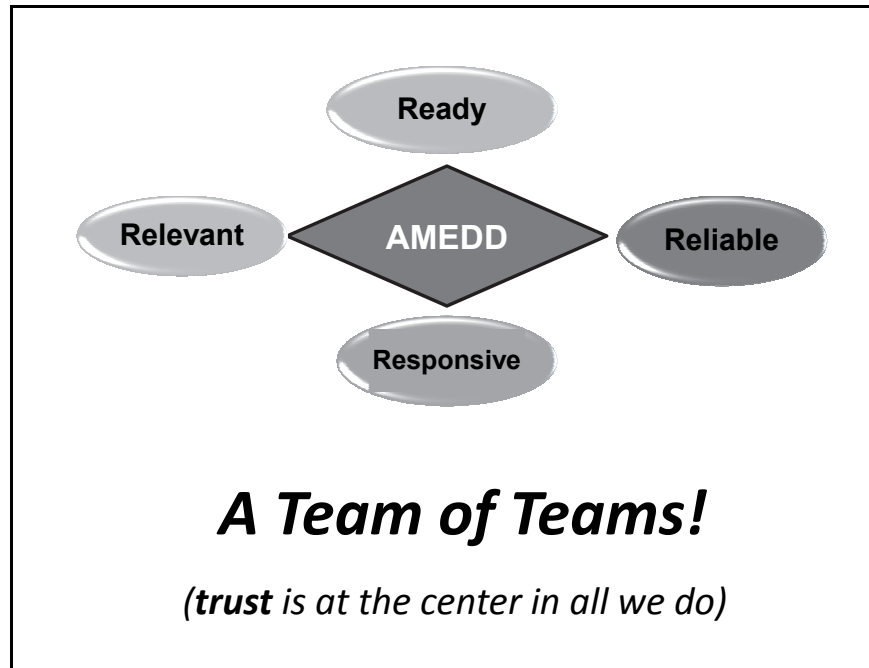 Ready
Relevant
AMEDD
Reliable
Responsive
A Team of Teams!
(trust is at the center in all we do)